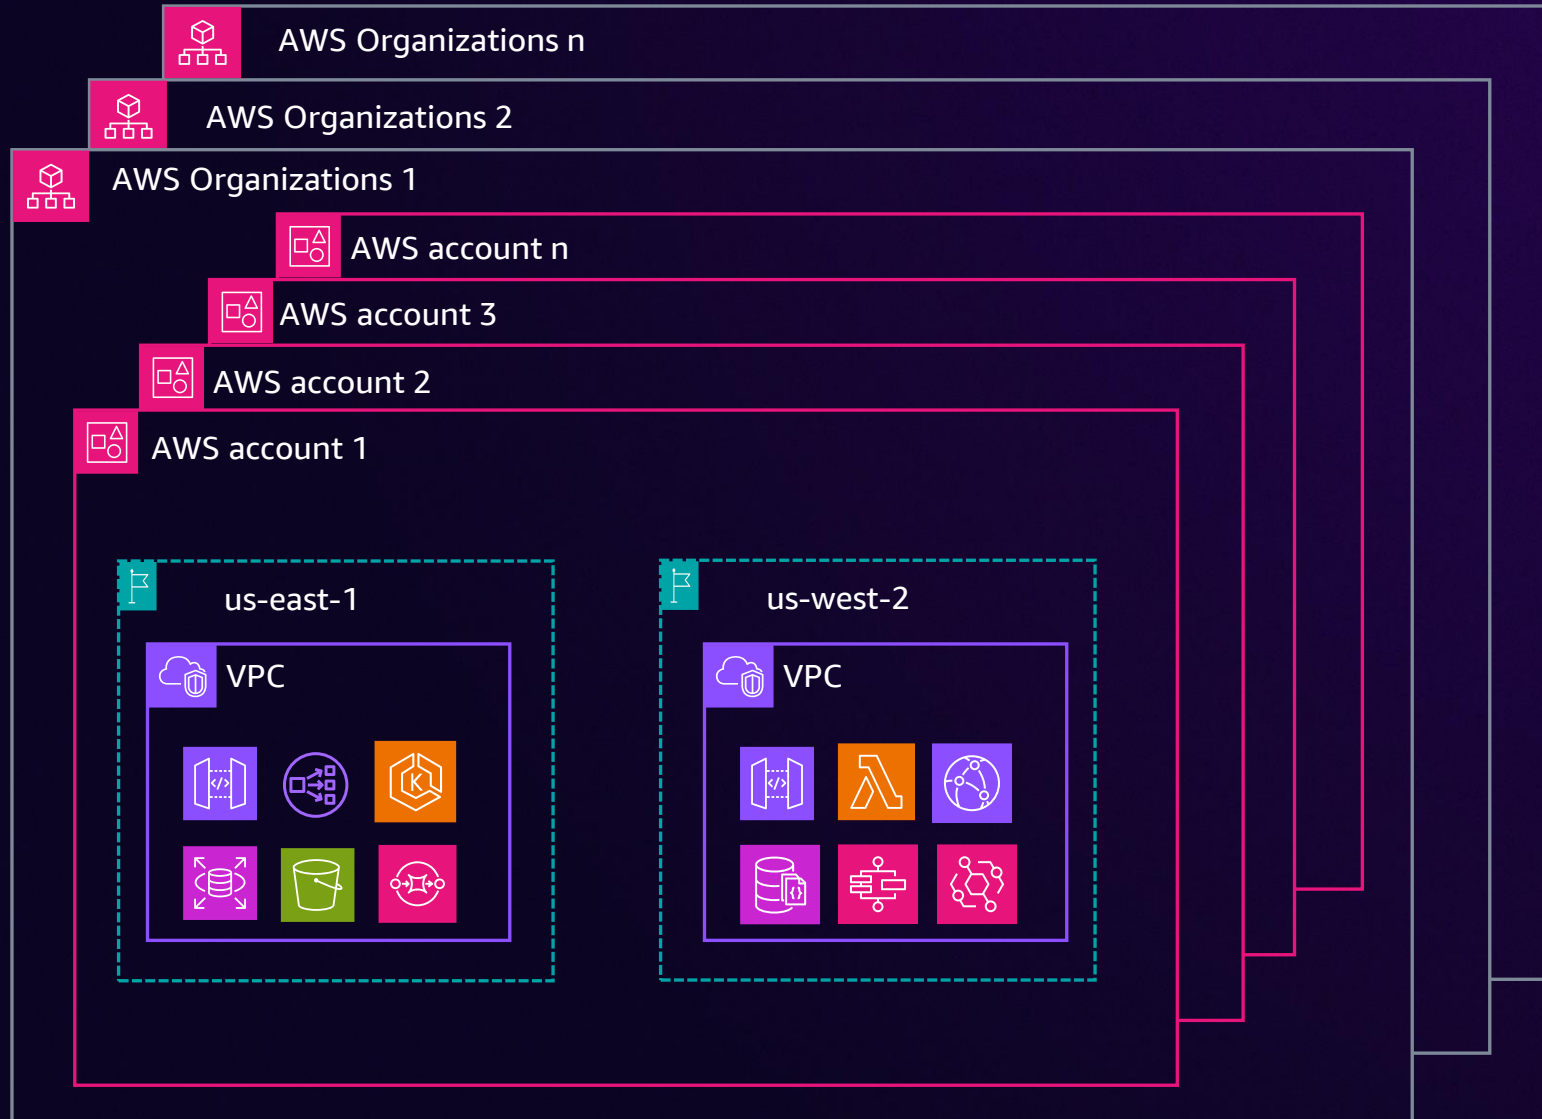 AWS Organizations n
AWS Organizations 2
AWS Organizations 1
AWS account n
AWS account 3
AWS account 2
AWS account 1
us-east-1
us-west-2
VPC
VPC